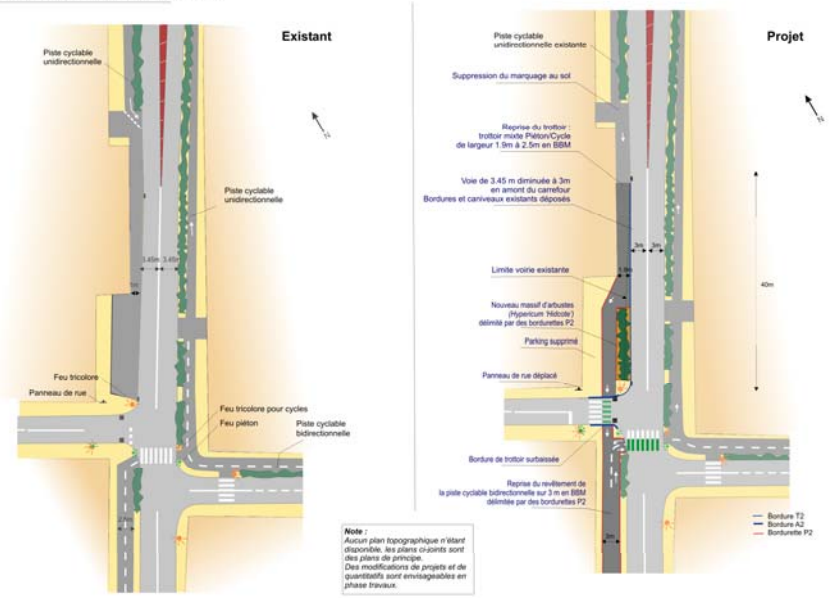 Existant
Piste cyclable
unidirectionnelle
N
Piste cyclable
unidirectionnelle
3.45m
3.45m
Feu tricolore
Panneau de rue
Feu tricolore pour cycles
Feu piéton
Piste cyclable
bidirectionnelle
Projet
Piste cyclable
unidirectionnelle existante
Suppression du marquage au sol
N
Reprise du trottoir :
trottoir mixte Piéton/Cycle
de largeur 1.9m à 2.5m en BBM
Voie de 3.45 m diminuée à 3m
en amont du carrefour
Bordures et caniveaux existants déposés
3m
3m
Limite voirie existante
40m
Nouveau massif d'arbustes
(Hypericum 'Hidcote')
délimité par des bordurettes P2
Parking supprimé
Panneau de rue déplacé
Bordure de trottoir surbaissée
Reprise du revêtement de
la piste cyclable bidirectionnelle sur 3 m en BBM
délimitée par des bordurettes P2
3m
Bordure T2
Bordure A2
Bordurette P2
Note :
Aucun plan topographique n'étant
disponible, les plans ci-joints sont
des plans de principe.
Des modifications de projets et de
quantitatifs sont envisageables en
phase travaux.